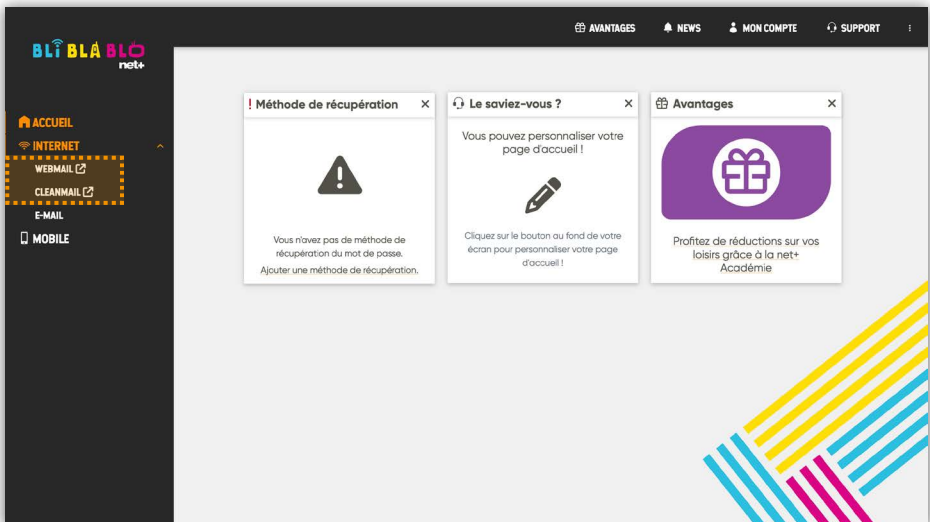 BLI BLA BLO
net+
AVANTAGES
NEWS
MON COMPTE
SUPPORT
ACCUEIL
INTERNET
WEBMAIL
CLEANMAIL
E-MAIL
MOBILE
! Méthode de récupération
Vous n'avez pas de méthode de
récupération du mot de passe.
Ajouter une méthode de récupération.
Le saviez-vous ?
Vous pouvez personnaliser votre
page d'accueil !
Cliquez sur le bouton au fond de votre
écran pour personnaliser votre page
d'accueil !
Avantages
Profitez de réductions sur vos
loisirs grâce à la net+
Académie